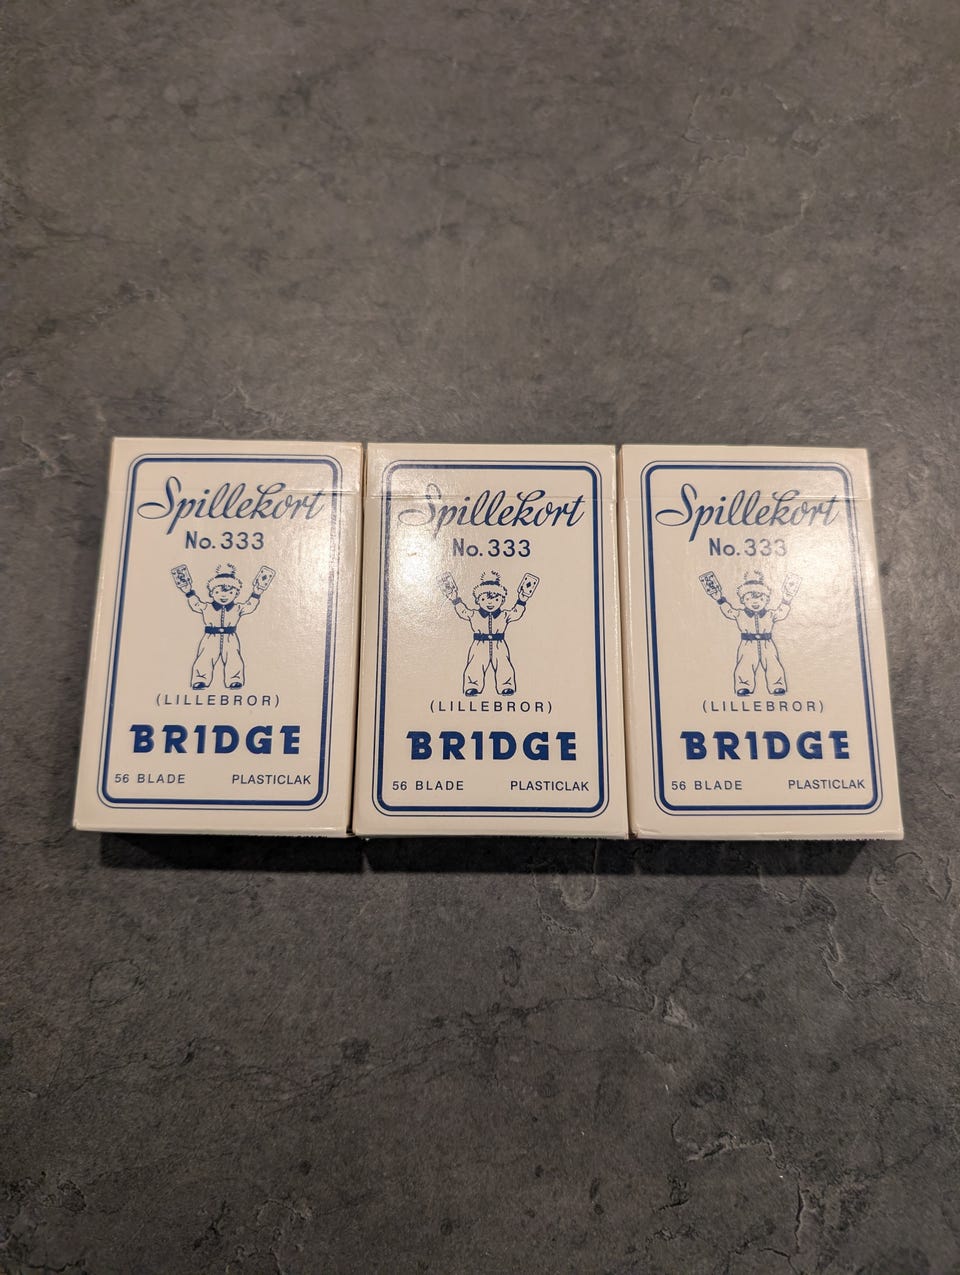 Spillekort
No. 333
(LILLEBROR)
BRIDGE
56 BLADE PLASTICLAK
Spillekort
No. 333
(LILLEBROR)
BRIDGE
56 BLADE PLASTICLAK
Spillekort
No. 333
(LILLEBROR)
BRIDGE
56 BLADE PLASTICLAK